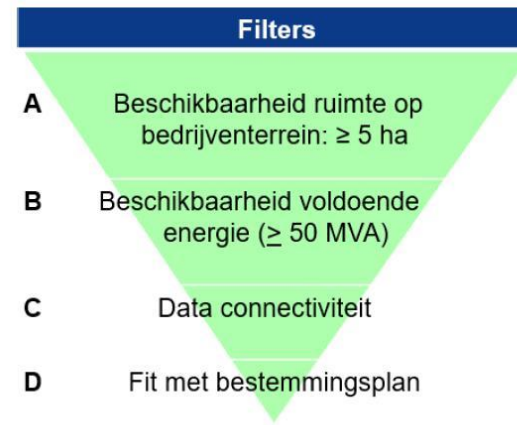 Filters
A Beschikbaarheid ruimte op
bedrijventerrein: ≥ 5 ha
B Beschikbaarheid voldoende
energie (≥ 50 MVA)
C Data connectiviteit
D Fit met bestemmingsplan